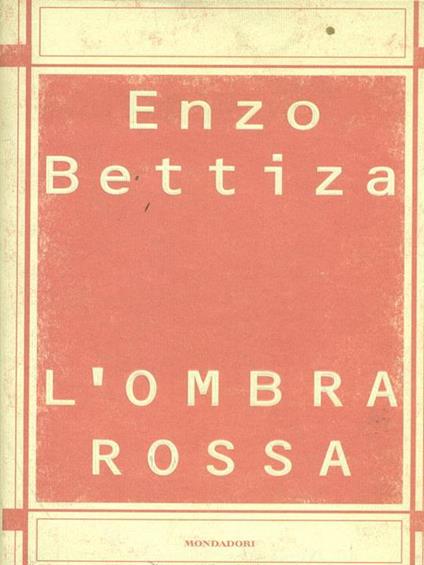 Enzo
Bettiza
L'OMBRA
ROSSA
MONDADORI